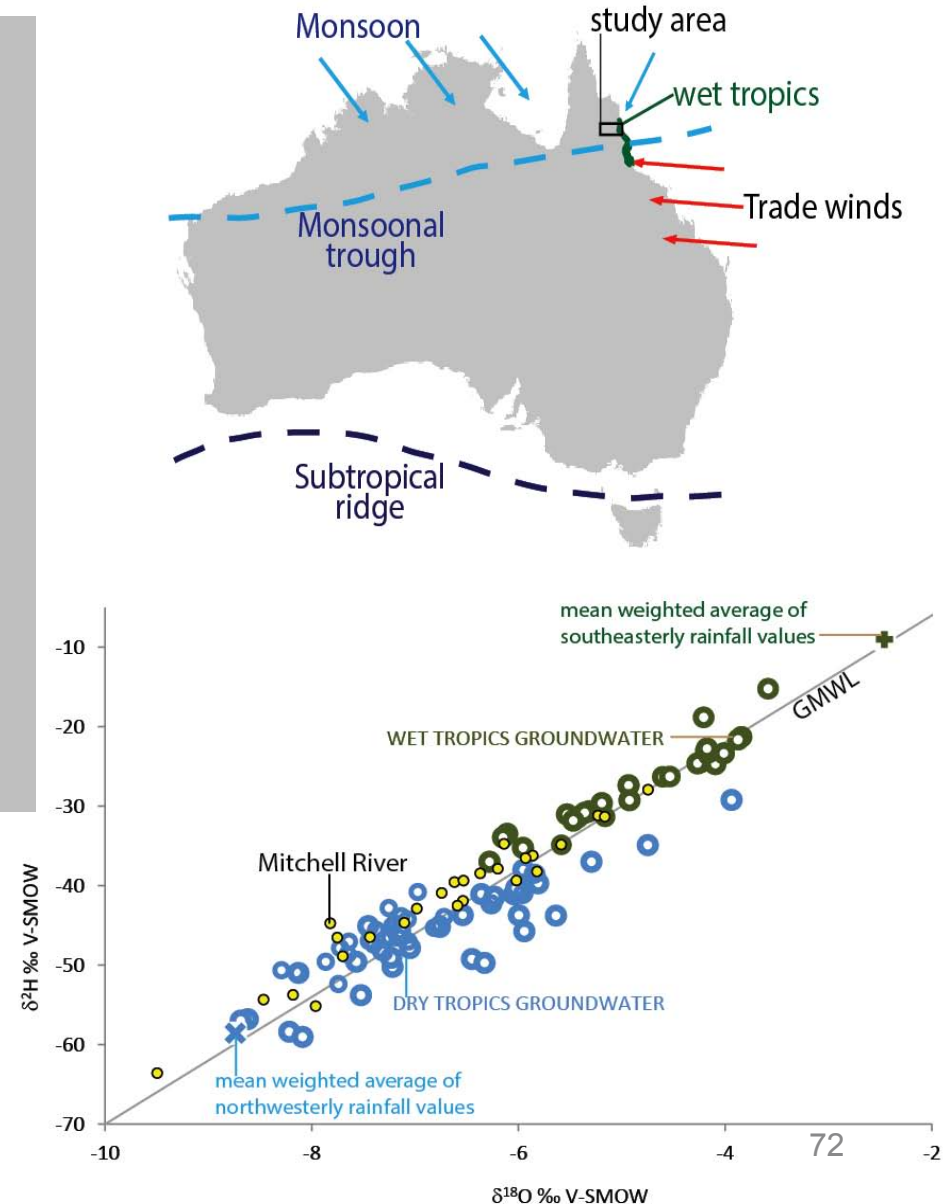 Monsoon
study area
wet tropics
Trade winds
Monsoonal
trough
Subtropical
ridge
mean weighted average of
southeasterly rainfall values
-10
GMWL
-20
WET TROPICS GROUNDWATER
-30
Mitchell River
-40
δ²H ‰ V-SMOW
-50
DRY TROPICS GROUNDWATER
-60
mean weighted average of
northwesterly rainfall values
-70
-10
-8
-6
-4
72
-2
δ¹⁸O ‰ V-SMOW